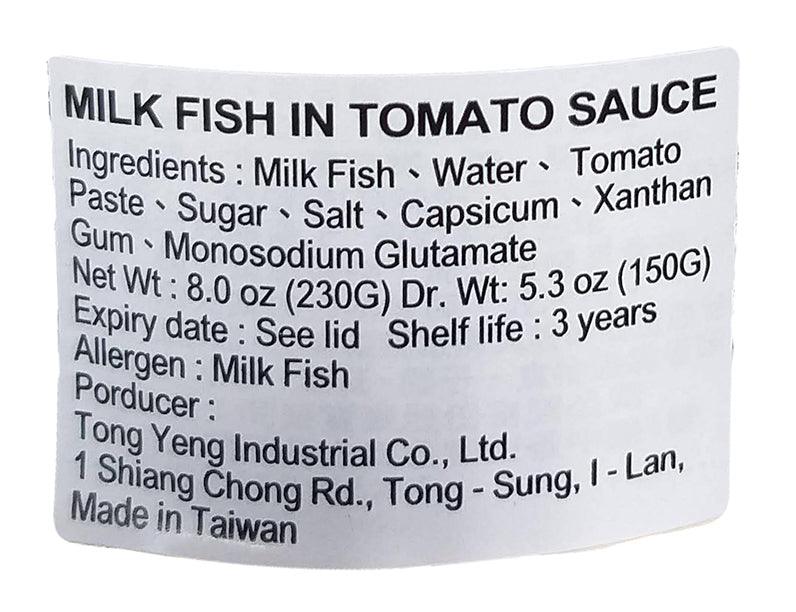 MILK FISH IN TOMATO SAUCE
Ingredients : Milk Fish、Water、 Tomato
Paste、Sugar、Salt、Capsicum、Xanthan
Gum、Monosodium Glutamate
Net Wt : 8.0 oz (230G) Dr. Wt: 5.3 oz (150G)
Expiry date : See lid Shelf life : 3 years
Allergen : Milk Fish
Porducer :
Tong Yeng Industrial Co., Ltd.
1 Shiang Chong Rd., Tong - Sung, I - Lan,
Made in Taiwan